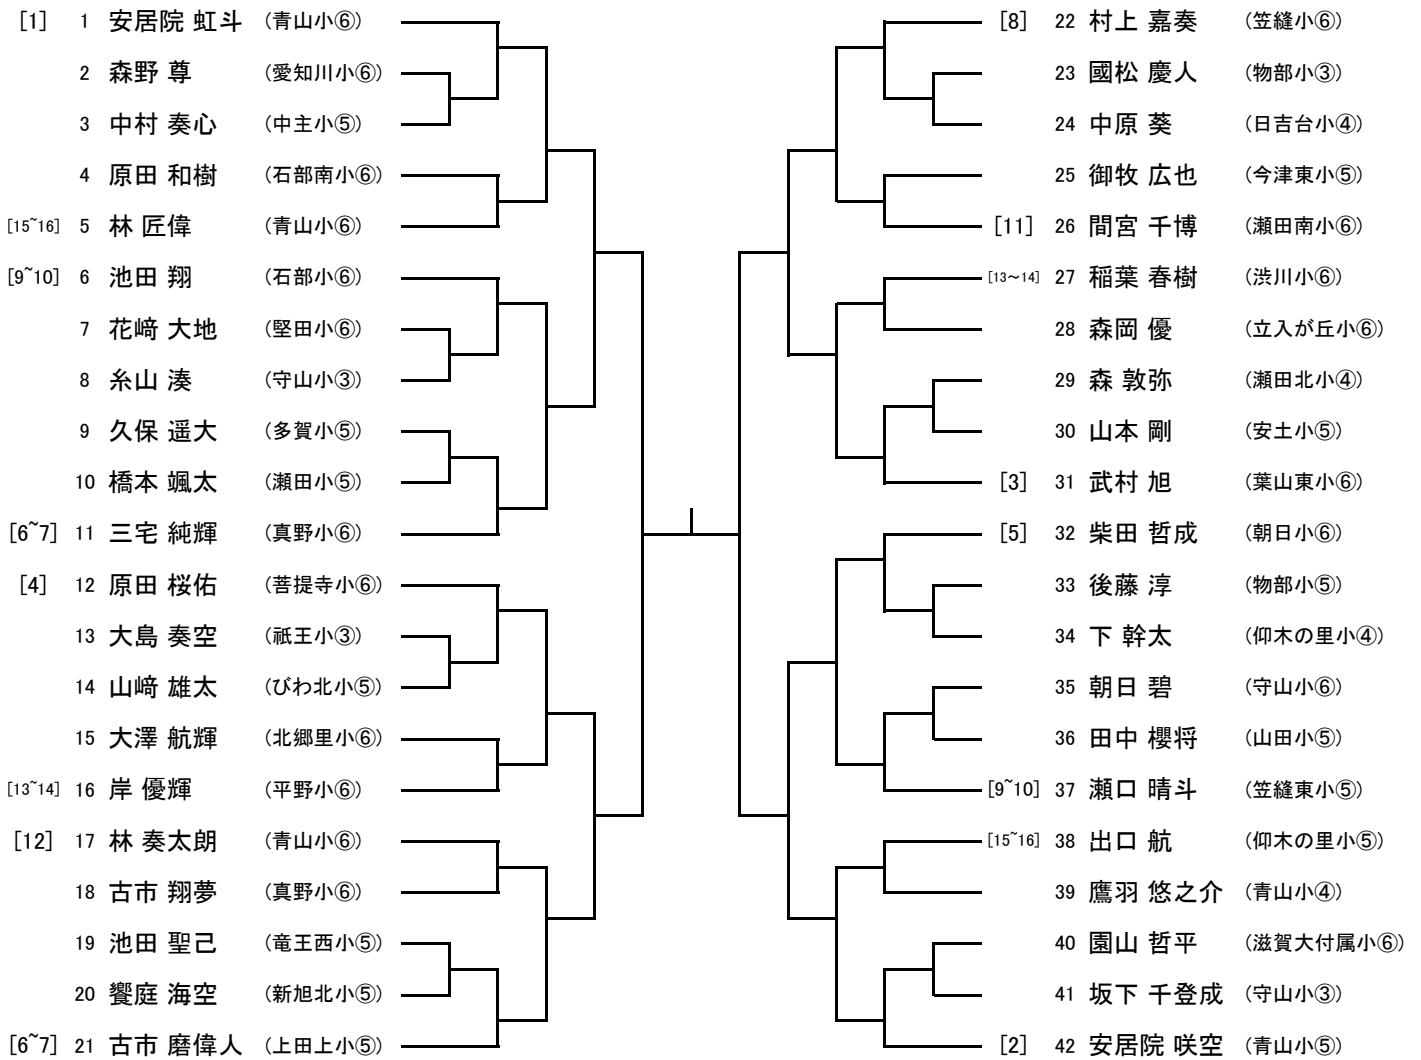 [1] 1 安居院 虹斗 (青山小⑥)
2 森野 尊 (愛知川小⑥)
3 中村 奏心 (中主小⑤)
4 原田 和樹 (石部南小⑥)
[15~16] 5 林 匠偉 (青山小⑥)
[9~10] 6 池田 翔 (石部小⑥)
7 花﨑 大地 (堅田小⑥)
8 糸山 湊 (守山小③)
9 久保 遥大 (多賀小⑤)
10 橋本 颯太 (瀬田小⑤)
[6~7] 11 三宅 純輝 (真野小⑥)
[4] 12 原田 桜佑 (菩提寺小⑥)
13 大島 奏空 (祇王小③)
14 山﨑 雄太 (びわ北小⑤)
15 大澤 航輝 (北郷里小⑥)
[13~14] 16 岸 優輝 (平野小⑥)
[12] 17 林 奏太朗 (青山小⑥)
18 古市 翔夢 (真野小⑥)
19 池田 聖己 (竜王西小⑤)
20 饗庭 海空 (新旭北小⑤)
[6~7] 21 古市 磨偉人 (上田上小⑤)
[8] 22 村上 嘉奏 (笠縫小⑥)
23 國松 慶人 (物部小③)
24 中原 葵 (日吉台小④)
25 御牧 広也 (今津東小⑤)
[11] 26 間宮 千博 (瀬田南小⑥)
[13～14] 27 稲葉 春樹 (渋川小⑥)
28 森岡 優 (立入が丘小⑥)
29 森 敦弥 (瀬田北小④)
30 山本 剛 (安土小⑤)
[3] 31 武村 旭 (葉山東小⑥)
[5] 32 柴田 哲成 (朝日小⑥)
33 後藤 淳 (物部小⑤)
34 下 幹太 (仰木の里小④)
35 朝日 碧 (守山小⑥)
36 田中 櫻将 (山田小⑤)
[9~10] 37 瀬口 晴斗 (笠縫東小⑤)
[15~16] 38 出口 航 (仰木の里小⑤)
39 鷹羽 悠之介 (青山小④)
40 園山 哲平 (滋賀大付属小⑥)
41 坂下 千登成 (守山小③)
[2] 42 安居院 咲空 (青山小⑤)